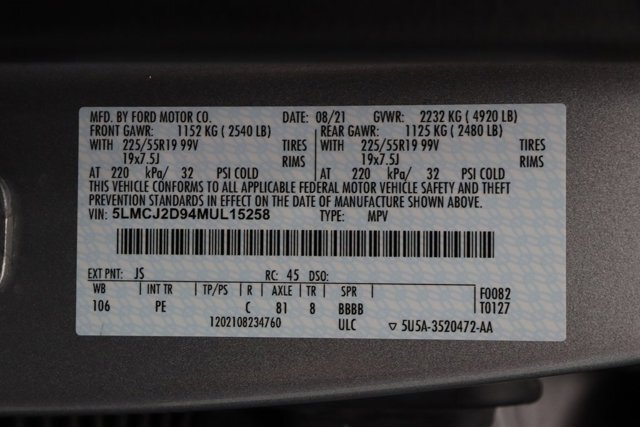 MFD. BY FORD MOTOR CO. DATE: 08/21 GVWR: 2232 KG ( 4920 LB)
FRONT GAWR: 1152 KG ( 2540 LB) REAR GAWR: 1125 KG ( 2480 LB)
WITH 225/55R19 99V TIRES WITH 225/55R19 99V TIRES
19x7.5J RIMS 19x7.5J RIMS
AT 220 kPa/ 32 PSI COLD AT 220 kPa/ 32 PSI COLD
THIS VEHICLE CONFORMS TO ALL APPLICABLE FEDERAL MOTOR VEHICLE SAFETY AND THEFT
PREVENTION STANDARDS IN EFFECT ON THE DATE OF MANUFACTURE SHOWN ABOVE.
VIN: 5LMCJ2D94MUL15258 TYPE: MPV
EXT PNT: JS RC: 45 DSO:
WB INT TR TP/PS R AXLE TR SPR F0082
106 PE C 81 8 BBBB T0127
1202108234760 ULC ▽ 5U5A-3520472-AA